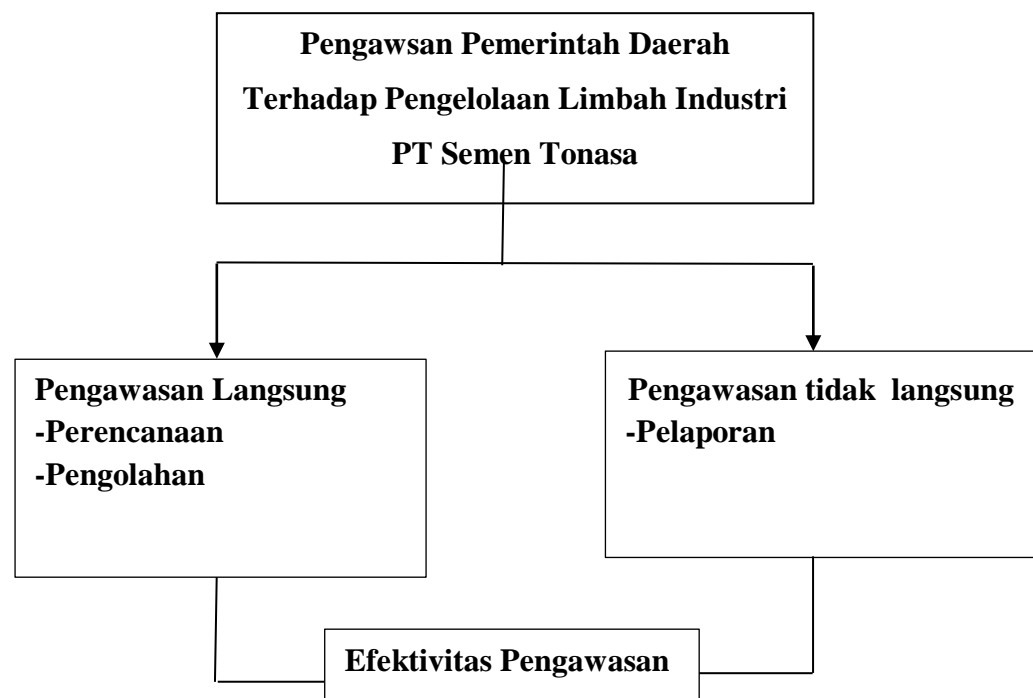 Pengawsan Pemerintah Daerah
Terhadap Pengelolaan Limbah Industri
PT Semen Tonasa
Pengawasan Langsung
-Perencanaan
-Pengolahan
Pengawasan tidak langsung
-Pelaporan
Efektivitas Pengawasan